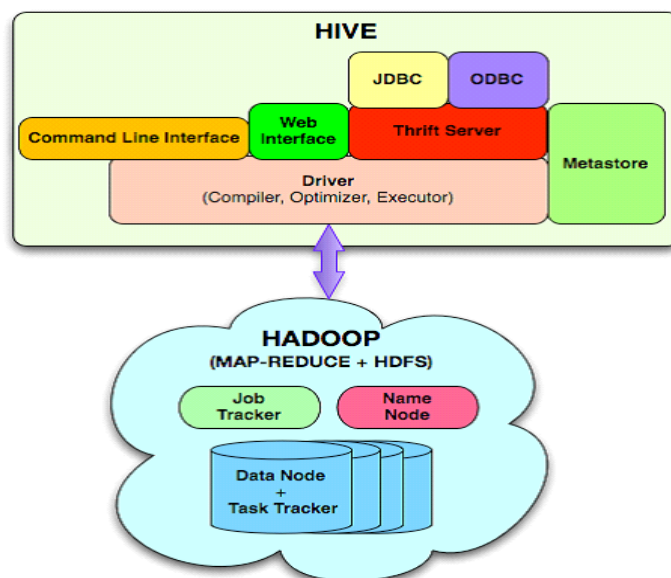 HIVE
JDBC
ODBC
Command Line Interface
Web
Interface
Thrift Server
Metastore
Driver
(Compiler, Optimizer, Executor)
HADOOP
(MAP-REDUCE + HDFS)
Job
Tracker
Name
Node
Data Node
+
Task Tracker